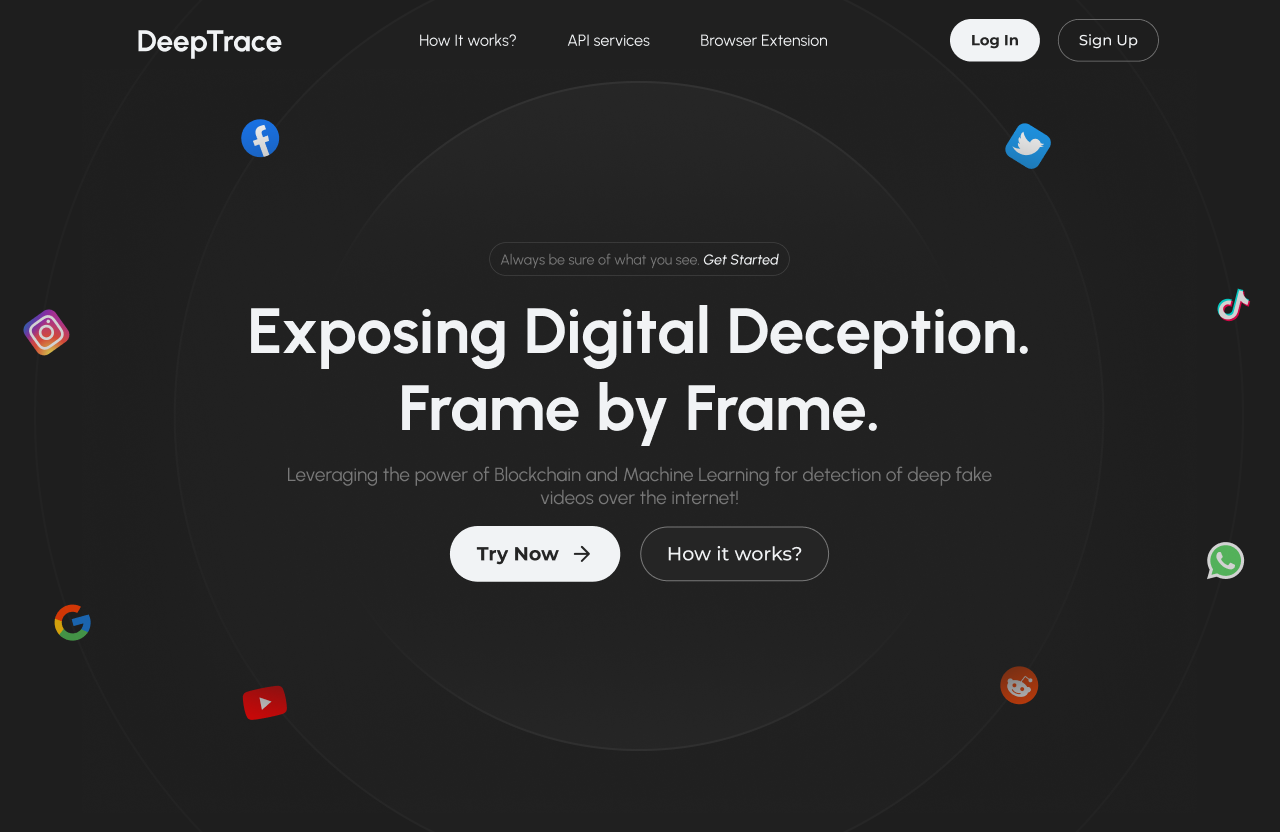 DeepTrace
How It works?
API services
Browser Extension
Log In
Sign Up
Always be sure of what you see. Get Started
Exposing Digital Deception.
Frame by Frame.
Leveraging the power of Blockchain and Machine Learning for detection of deep fake
videos over the internet!
Try Now
How it works?